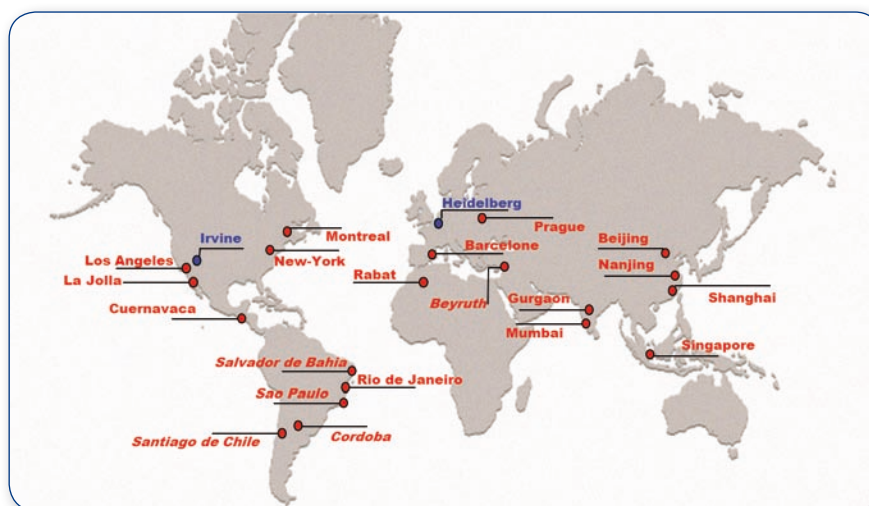 Heidelberg
Prague
Montreal
Irvine
Beijing
Barcelone
New-York
Los Angeles
Nanjing
La Jolla
Rabat
Beyruth
Gurgaon
Shanghai
Cuernavaca
Mumbai
Singapore
Salvador de Bahia
Rio de Janeiro
Sao Paulo
Santiago de Chile
Cordoba